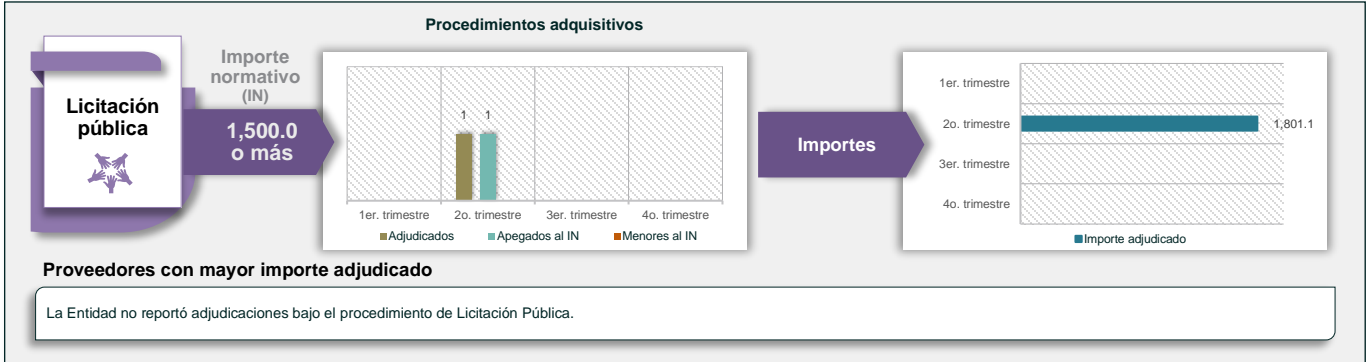 Procedimientos adquisitivos
Licitación
pública
Importe
normativo
(IN)
1,500.0
o más
1 1
1er. trimestre 2o. trimestre 3er. trimestre 4o. trimestre
Adjudicados Apegados al IN Menores al IN
Importes
1er. trimestre
2o. trimestre 1,801.1
3er. trimestre
4o. trimestre
Importe adjudicado
Proveedores con mayor importe adjudicado
La Entidad no reportó adjudicaciones bajo el procedimiento de Licitación Pública.